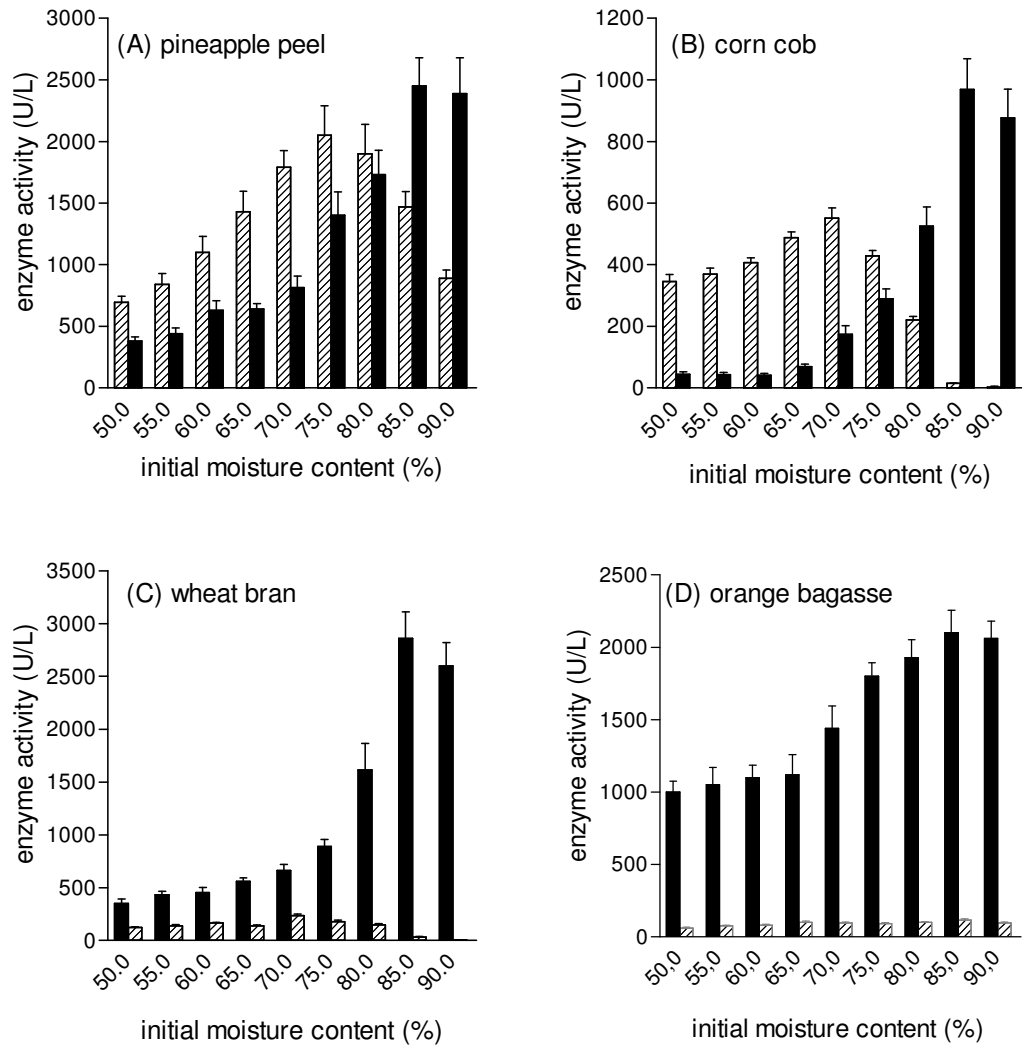 (A) pineapple peel
enzyme activity (U/L)
3000
2500
2000
1500
1000
500
0
50.0 55.0 60.0 65.0 70.0 75.0 80.0 85.0 90.0
initial moisture content (%)
(B) corn cob
enzyme activity (U/L)
1200
1000
800
600
400
200
0
50.0 55.0 60.0 65.0 70.0 75.0 80.0 85.0 90.0
initial moisture content (%)
(C) wheat bran
enzyme activity (U/L)
3500
3000
2500
2000
1500
1000
500
0
50.0 55.0 60.0 65.0 70.0 75.0 80.0 85.0 90.0
initial moisture content (%)
(D) orange bagasse
enzyme activity (U/L)
2500
2000
1500
1000
500
0
50,0 55,0 60,0 65,0 70,0 75,0 80,0 85,0 90,0
initial moisture content (%)